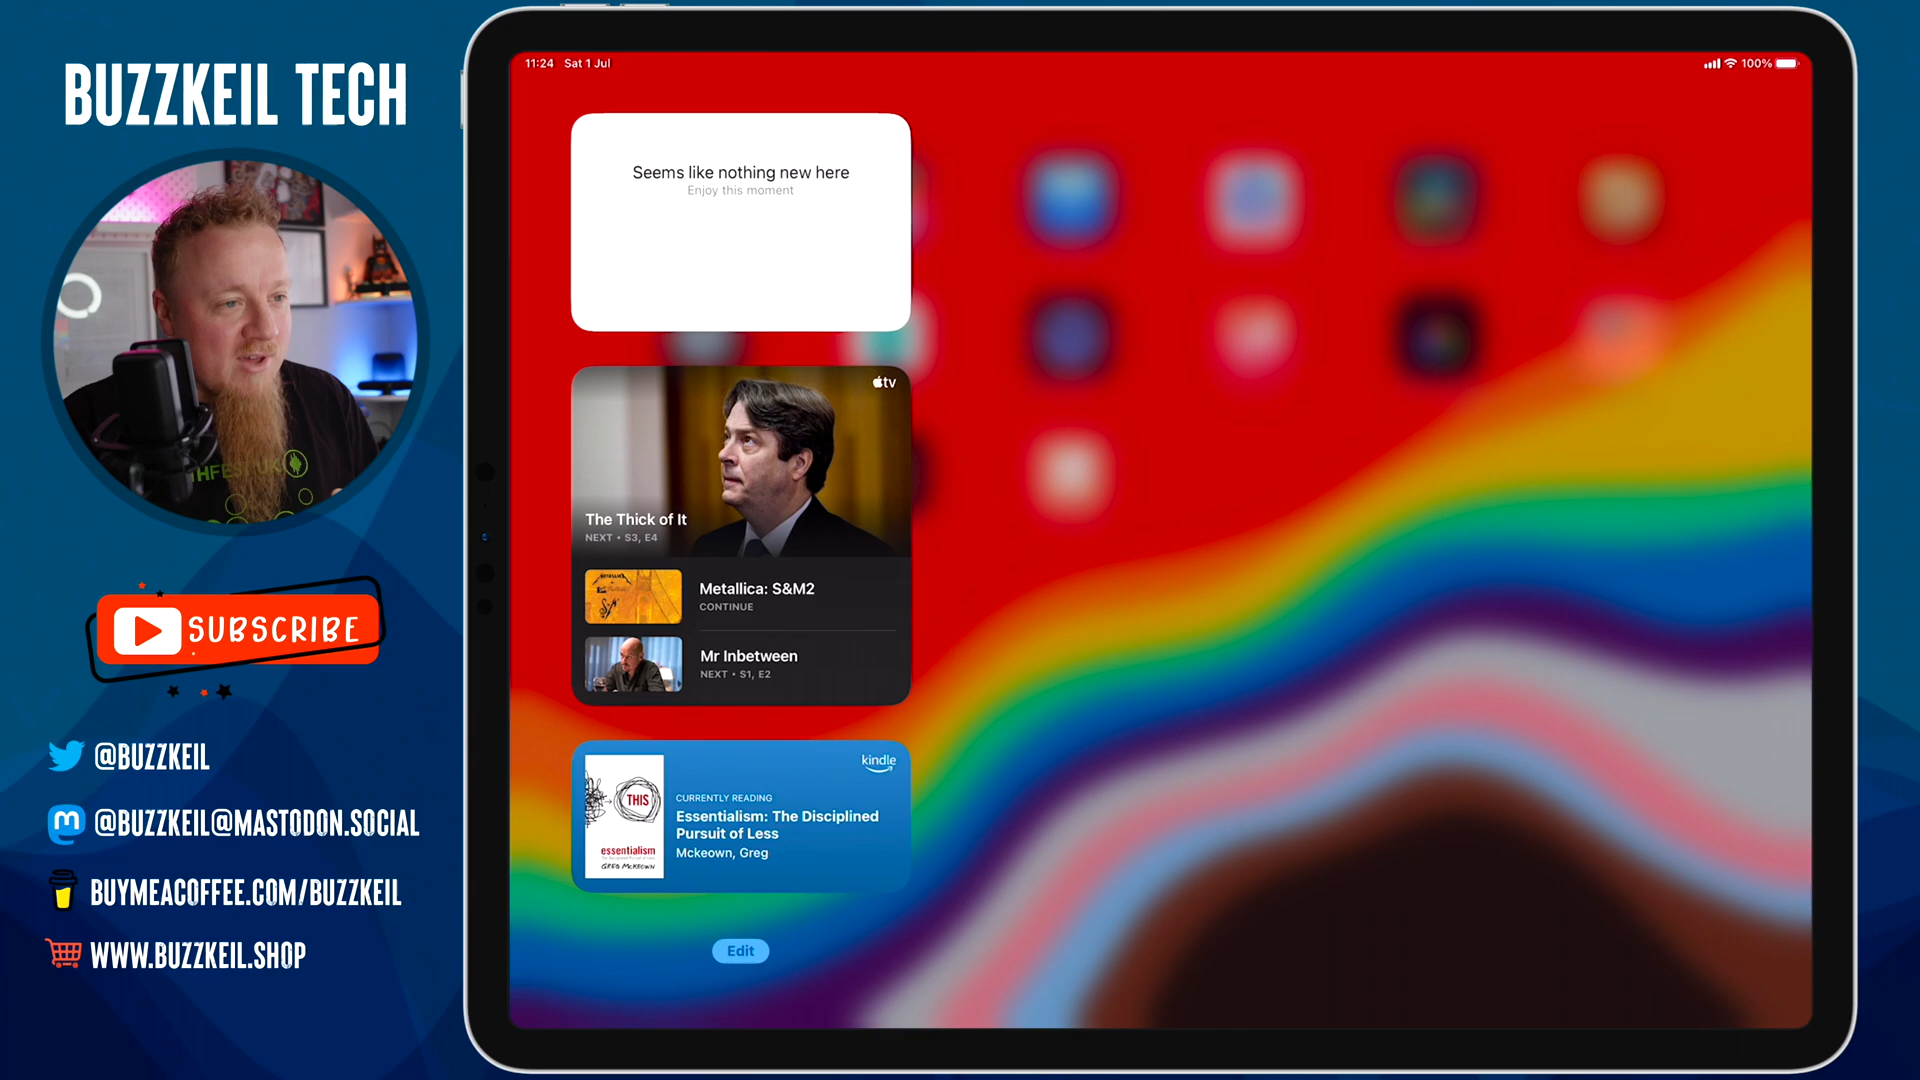 BUZZKEIL TECH
SUBSCRIBE
@BUZZKEIL
@BUZZKEIL@MASTODON.SOCIAL
BUYMEACOFFEE.COM/BUZZKEIL
WWW.BUZZKEIL.SHOP
11:24 Sat 1 Jul
100%
Seems like nothing new here
Enjoy this moment
tv
The Thick of It
NEXT • S3, E4
Metallica: S&M2
CONTINUE
Mr Inbetween
NEXT • S1, E2
kindle
THIS
essentialism
GREG MCKEOWN
CURRENTLY READING
Essentialism: The Disciplined
Pursuit of Less
Mckeown, Greg
Edit